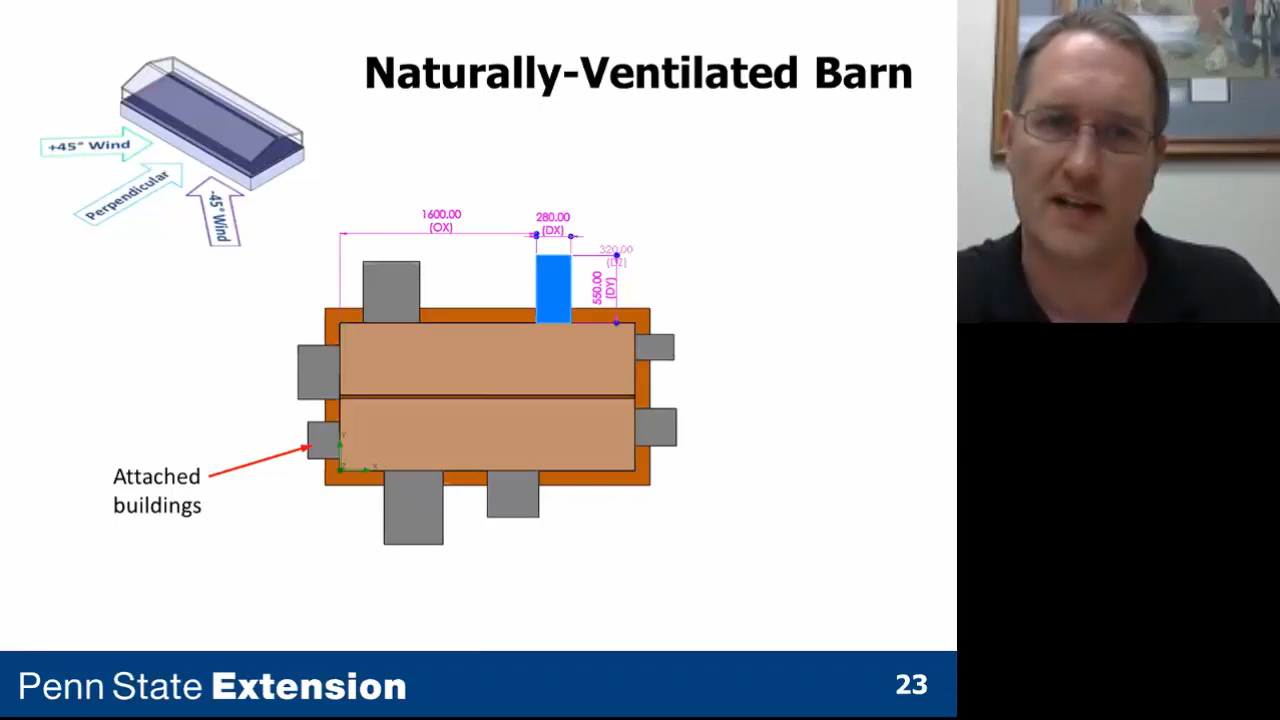 Naturally-Ventilated Barn
+45° Wind
Perpendicular
-45° Wind
1600.00
(OX)
280.00
(DX)
320.00
(DZ)
550.00
(DY)
Y
Z
X
Attached
buildings
Penn State Extension
23